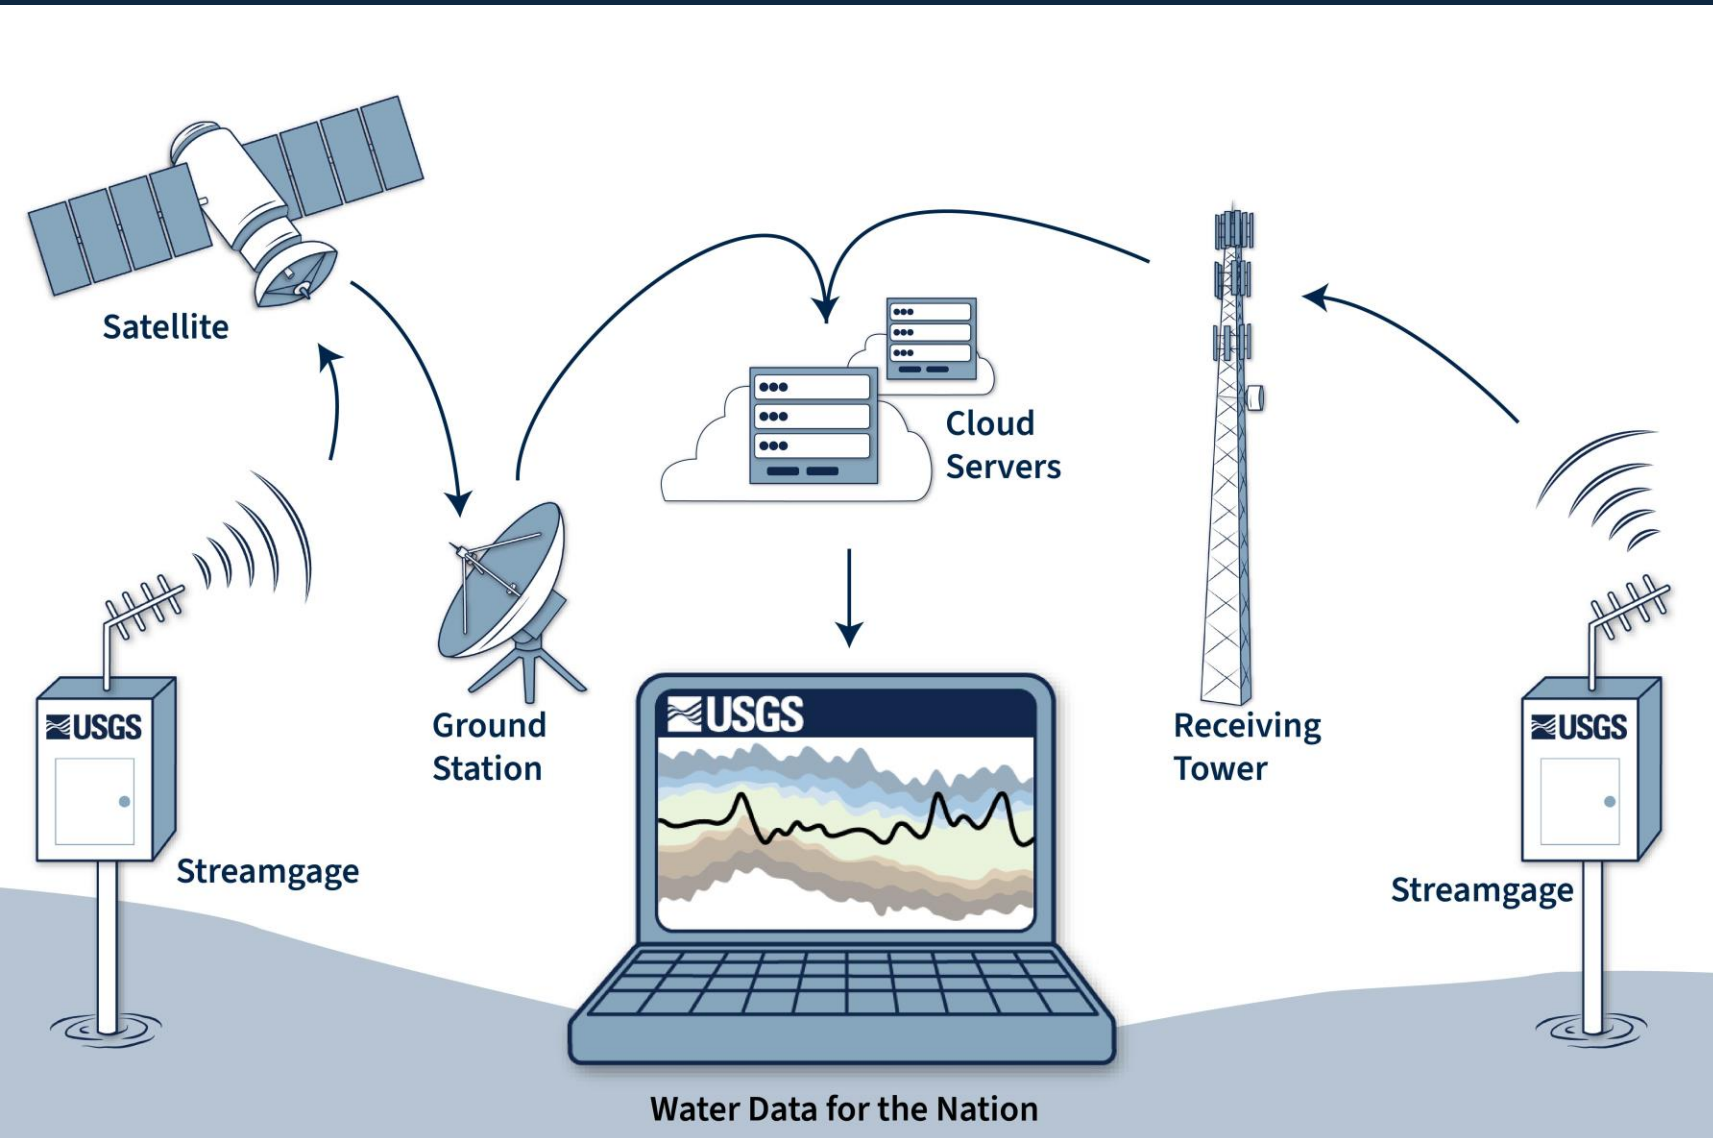 Satellite
Cloud
Servers
USGS
Ground
Station
USGS
Receiving
Tower
USGS
Streamgage
Streamgage
Water Data for the Nation